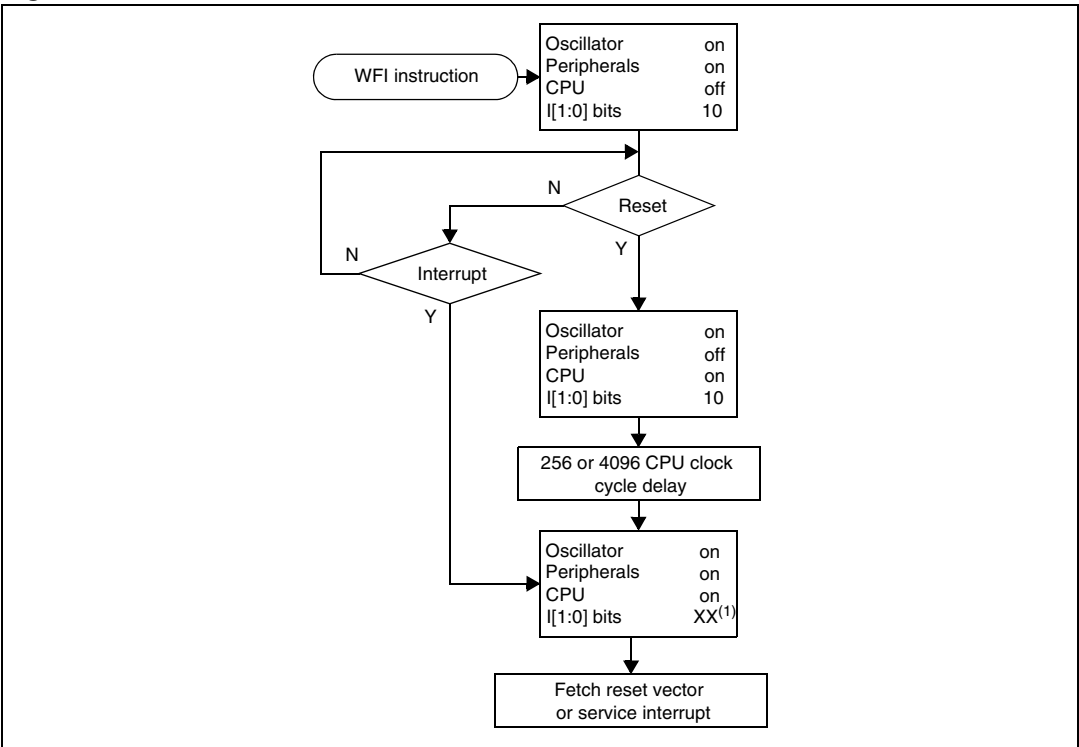 WFI instruction
Oscillator on
Peripherals on
CPU off
I[1:0] bits 10
N
Reset
Y
N
Interrupt
Y
Oscillator on
Peripherals off
CPU on
I[1:0] bits 10
256 or 4096 CPU clock
cycle delay
Oscillator on
Peripherals on
CPU on
I[1:0] bits XX(1)
Fetch reset vector
or service interrupt